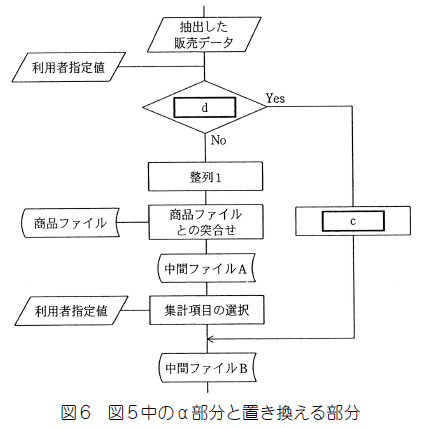 抽出した
販売データ
利用者指定値
d
Yes
No
整列1
商品ファイル
商品ファイル
との突合せ
c
中間ファイルA
利用者指定値
集計項目の選択
中間ファイルB
図6 図5中のα部分と置き換える部分